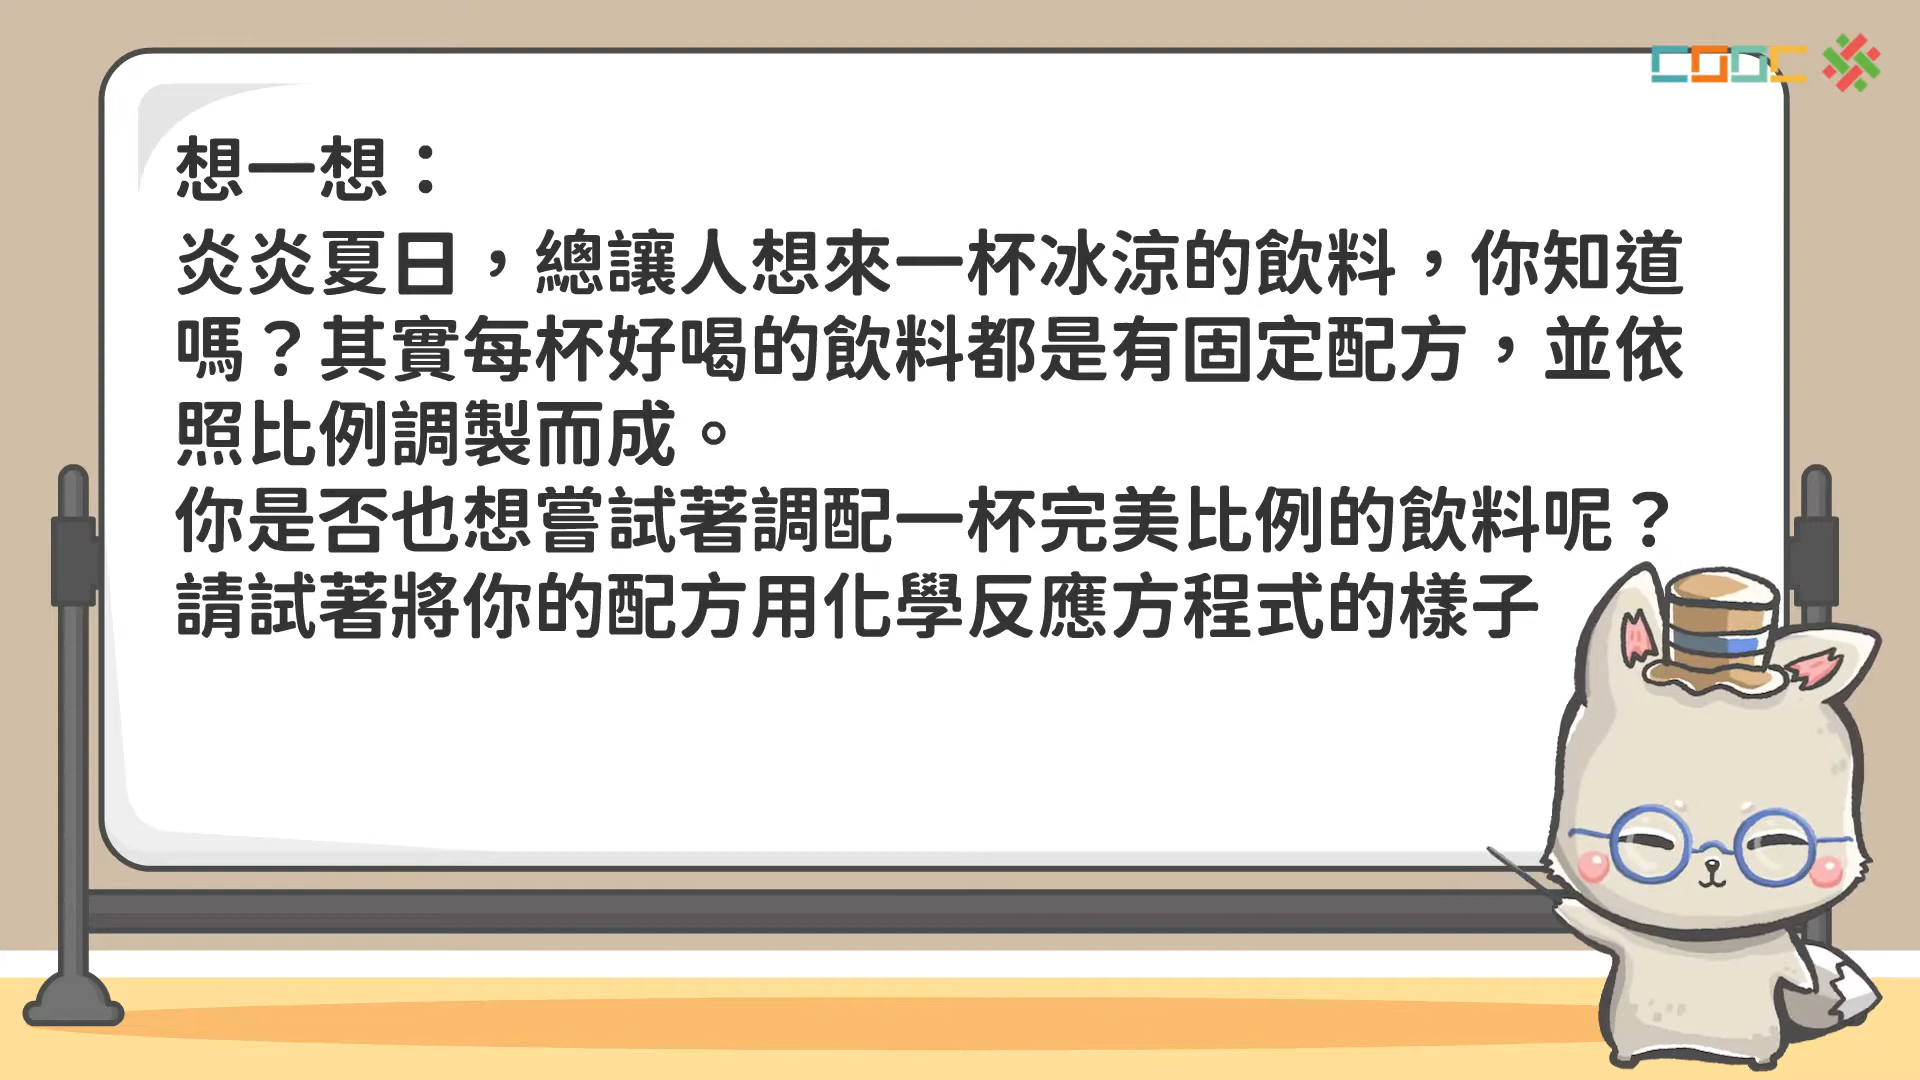 COOC
想一想：
炎炎夏日，總讓人想來一杯冰涼的飲料，你知道
嗎？其實每杯好喝的飲料都是有固定配方，並依
照比例調製而成。
你是否也想嘗試著調配一杯完美比例的飲料呢？
請試著將你的配方用化學反應方程式的樣子